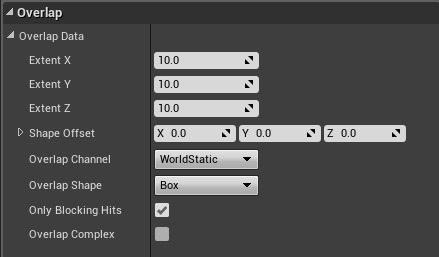 Overlap
Overlap Data
Extent X 10.0
Extent Y 10.0
Extent Z 10.0
Shape Offset X 0.0 Y 0.0 Z 0.0
Overlap Channel WorldStatic
Overlap Shape Box
Only Blocking Hits
Overlap Complex